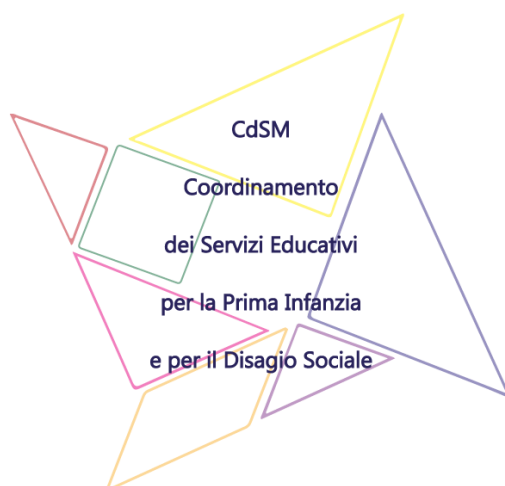 CdSM
Coordinamento
dei Servizi Educativi
per la Prima Infanzia
e per il Disagio Sociale